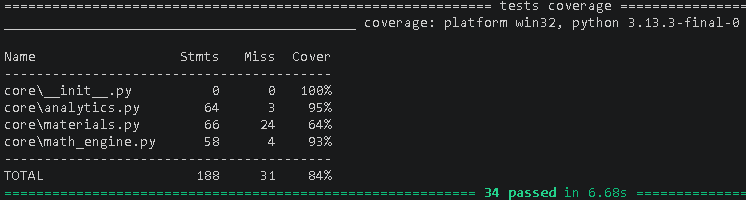 ============================================================= tests coverage ================
____________________________________________ coverage: platform win32, python 3.13.3-final-0

Name                  Stmts   Miss  Cover
-----------------------------------------
core\__init__.py          0      0   100%
core\analytics.py        64      3    95%
core\materials.py        66     24    64%
core\math_engine.py      58      4    93%
-----------------------------------------
TOTAL                   188     31    84%
=========================================================== 34 passed in 6.68s ==============